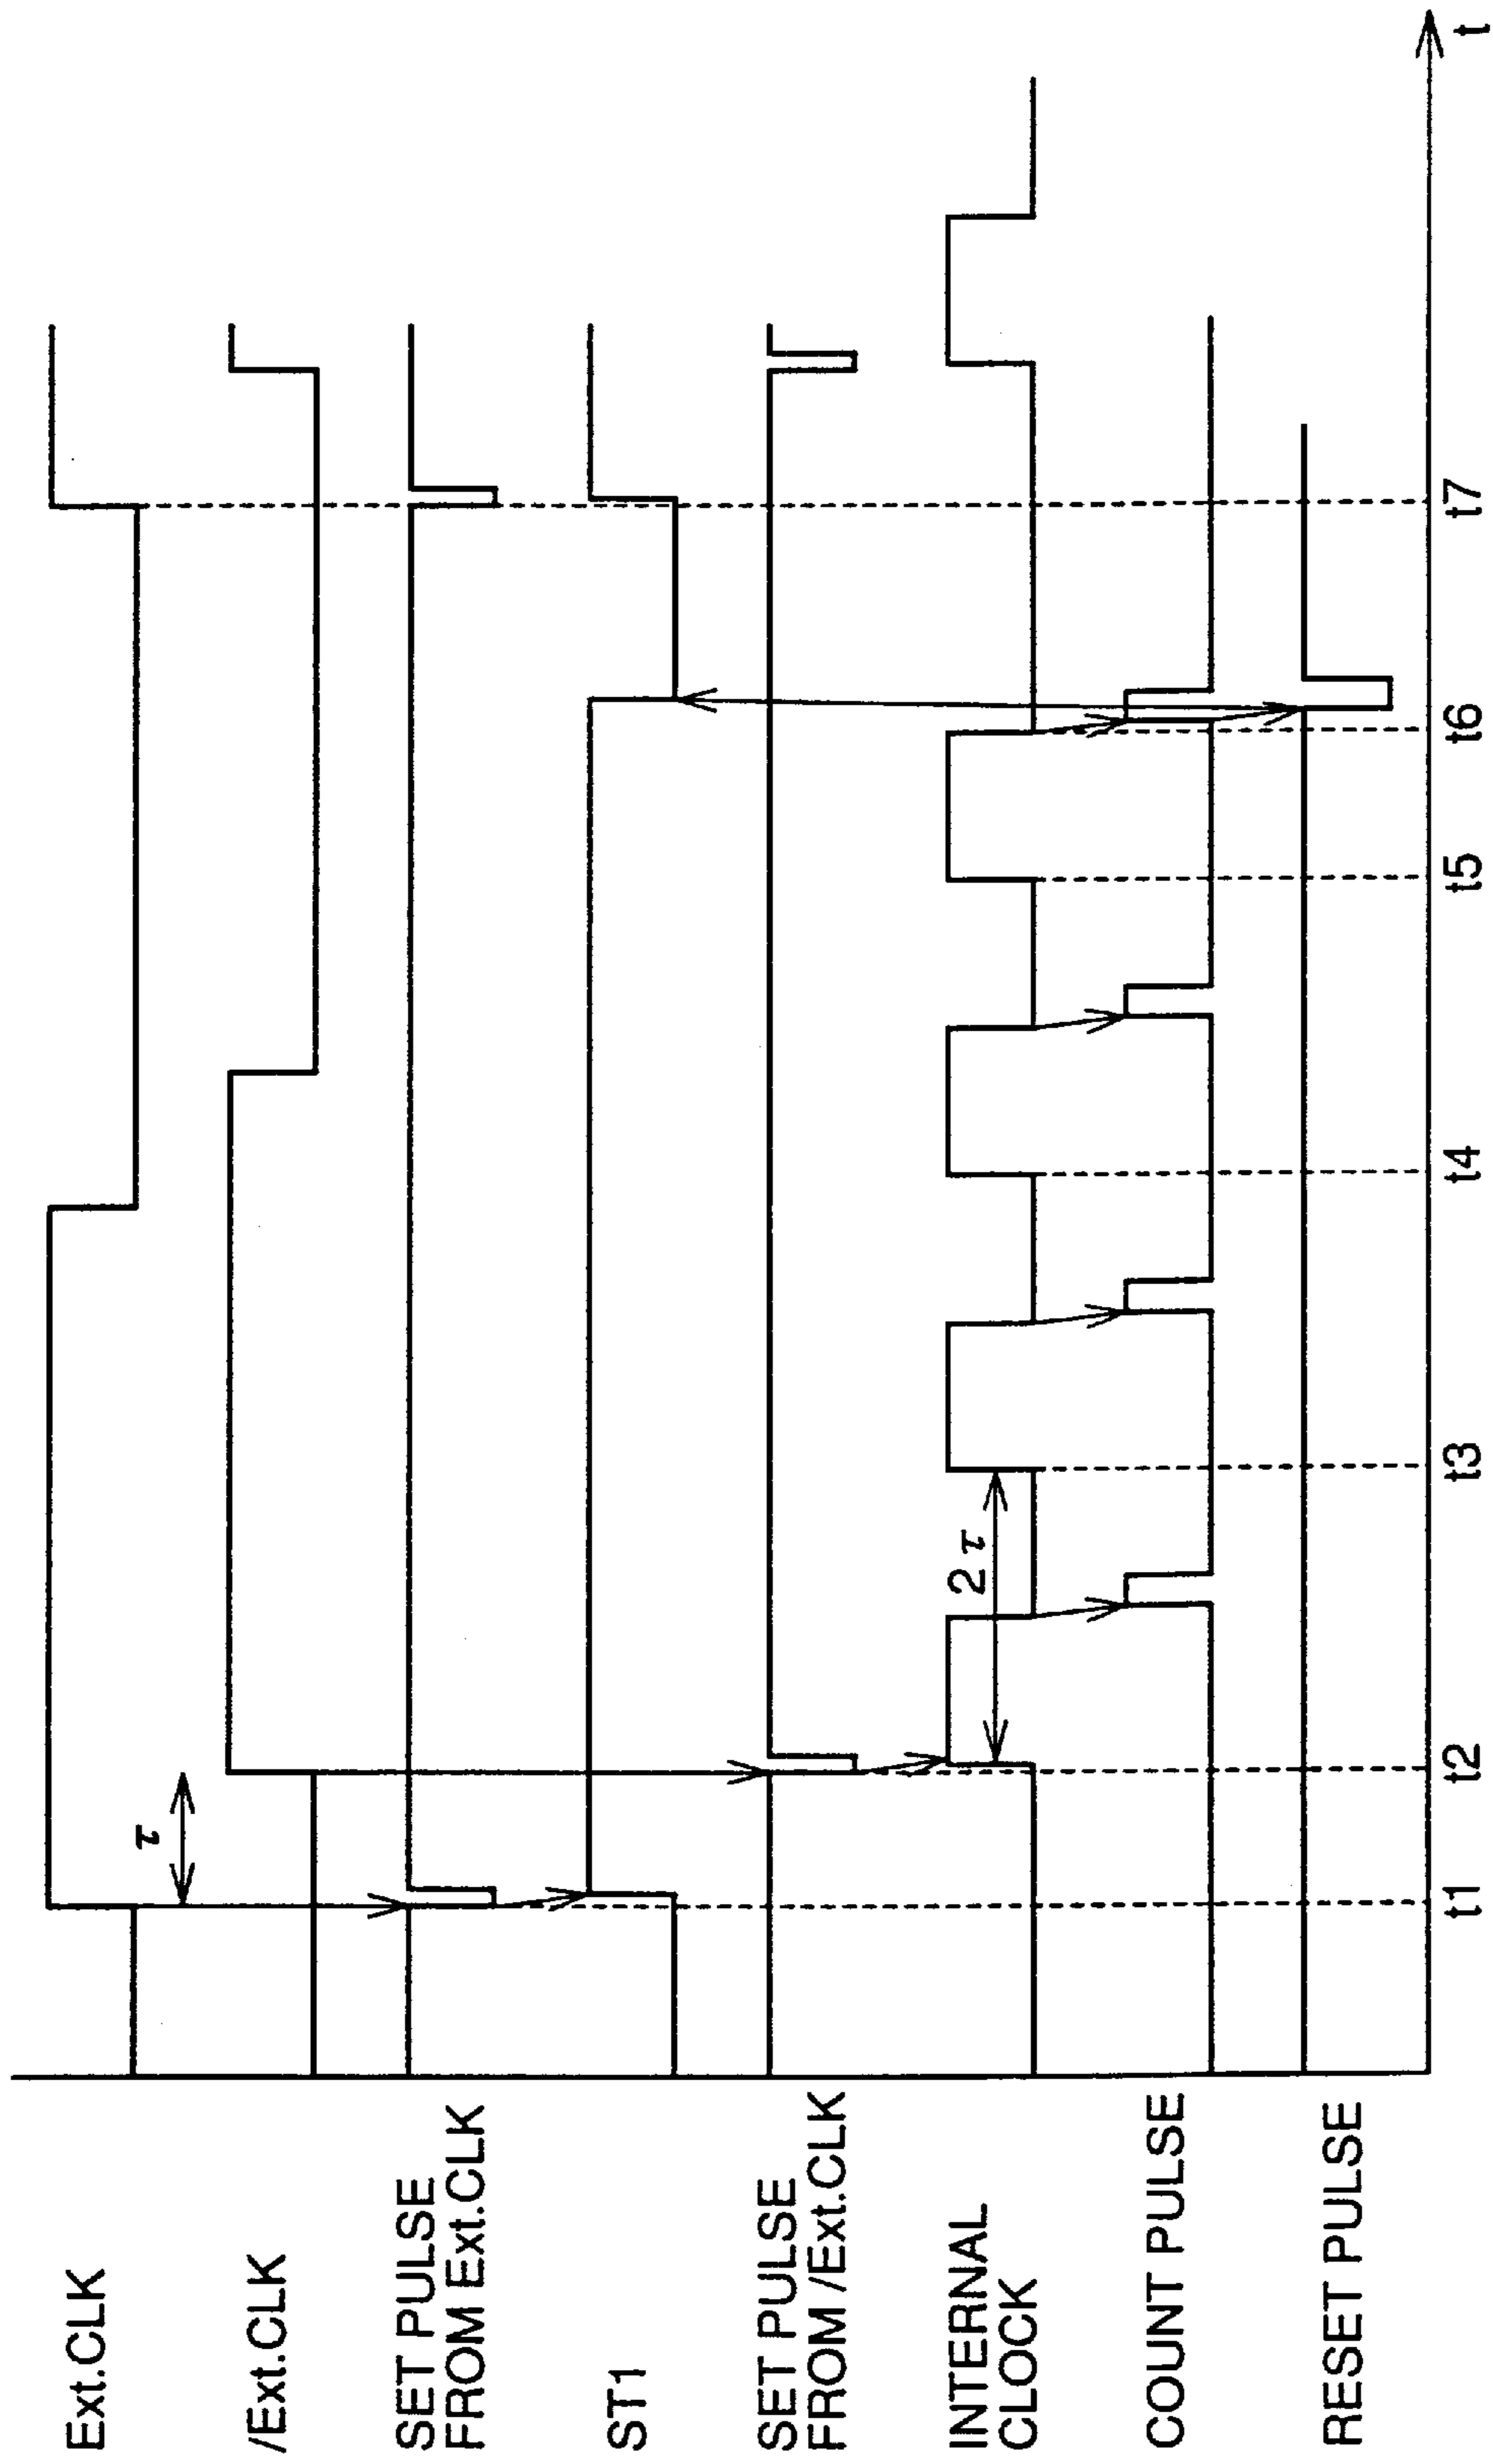 Ext.CLK
/Ext.CLK
SET PULSE
FROM Ext.CLK
ST1
SET PULSE
FROM /Ext.CLK
INTERNAL
CLOCK
COUNT PULSE
RESET PULSE
τ
2τ
t1
t2
t3
t4
t5
t6
t7
t